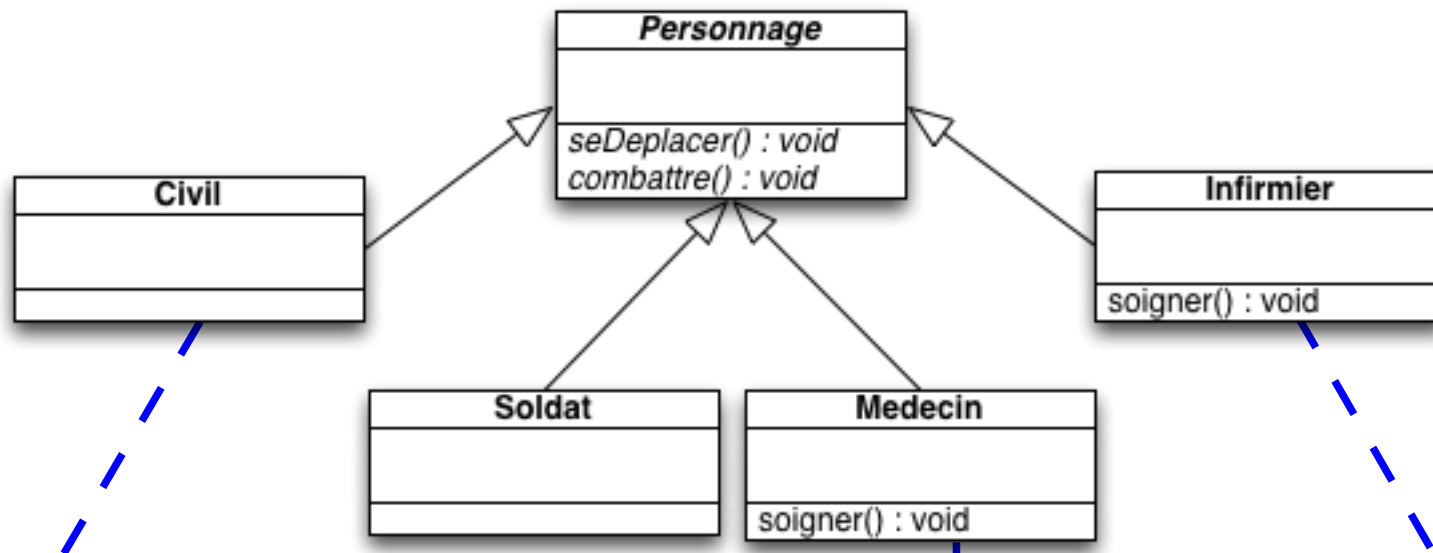 Personnage
seDeplacer() : void
combattre() : void
Civil
Infirmier
soigner() : void
Soldat
Medecin
soigner() : void